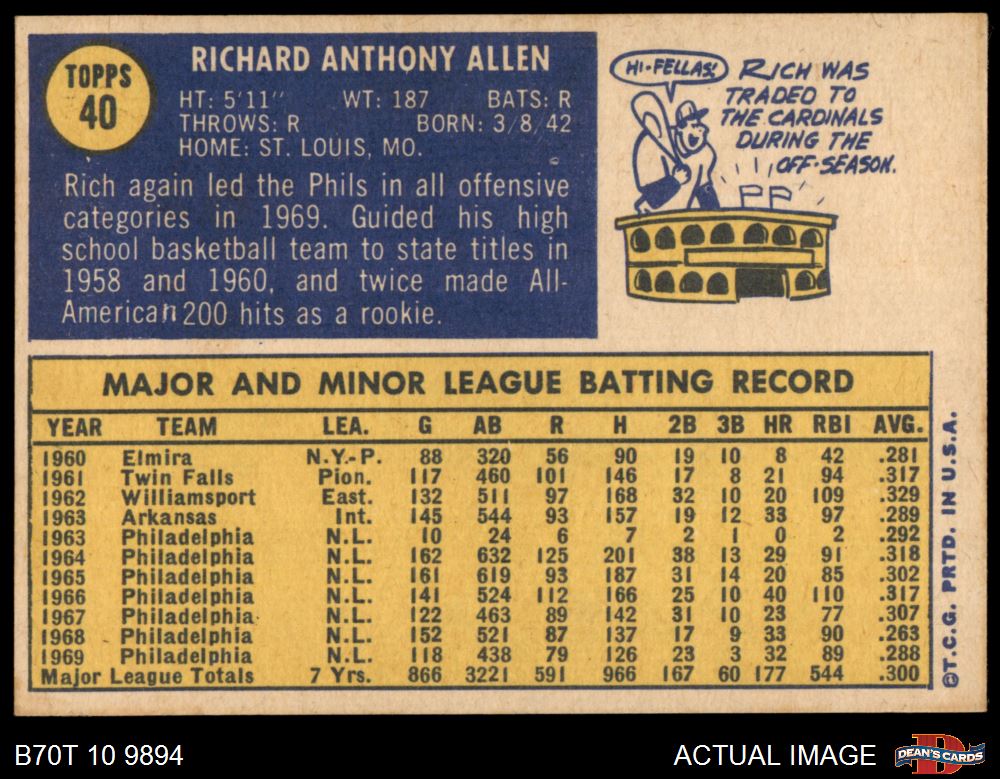 TOPPS
40
RICHARD ANTHONY ALLEN
HT: 5'11" WT: 187 BATS: R
THROWS: R BORN: 3/8/42
HOME: ST. LOUIS, MO.
Rich again led the Phils in all offensive
categories in 1969. Guided his high
school basketball team to state titles in
1958 and 1960, and twice made All-
American 200 hits as a rookie.
HI-FELLAS!
RICH WAS
TRADED TO
THE CARDINALS
DURING THE
OFF-SEASON.
MAJOR AND MINOR LEAGUE BATTING RECORD
YEAR TEAM LEA. G AB R H 2B 3B HR RBI AVG.
1960 Elmira N.Y.-P. 88 320 56 90 19 10 8 42 .281
1961 Twin Falls Pion. 117 460 101 146 17 8 21 94 .317
1962 Williamsport East. 132 511 97 168 32 10 20 109 .329
1963 Arkansas Int. 145 544 93 157 19 12 33 97 .289
1963 Philadelphia N.L. 10 24 6 7 2 1 0 2 .292
1964 Philadelphia N.L. 162 632 125 201 38 13 29 91 .318
1965 Philadelphia N.L. 161 619 93 187 31 14 20 85 .302
1966 Philadelphia N.L. 141 524 112 166 25 10 40 110 .317
1967 Philadelphia N.L. 122 463 89 142 31 10 23 77 .307
1968 Philadelphia N.L. 152 521 87 137 17 9 33 90 .263
1969 Philadelphia N.L. 118 438 79 126 23 3 32 89 .288
Major League Totals 7 Yrs. 866 3221 591 966 167 60 177 544 .300
©T.C.G. PRTD. IN U.S.A.
B70T 10 9894
ACTUAL IMAGE
DEAN'S CARDS